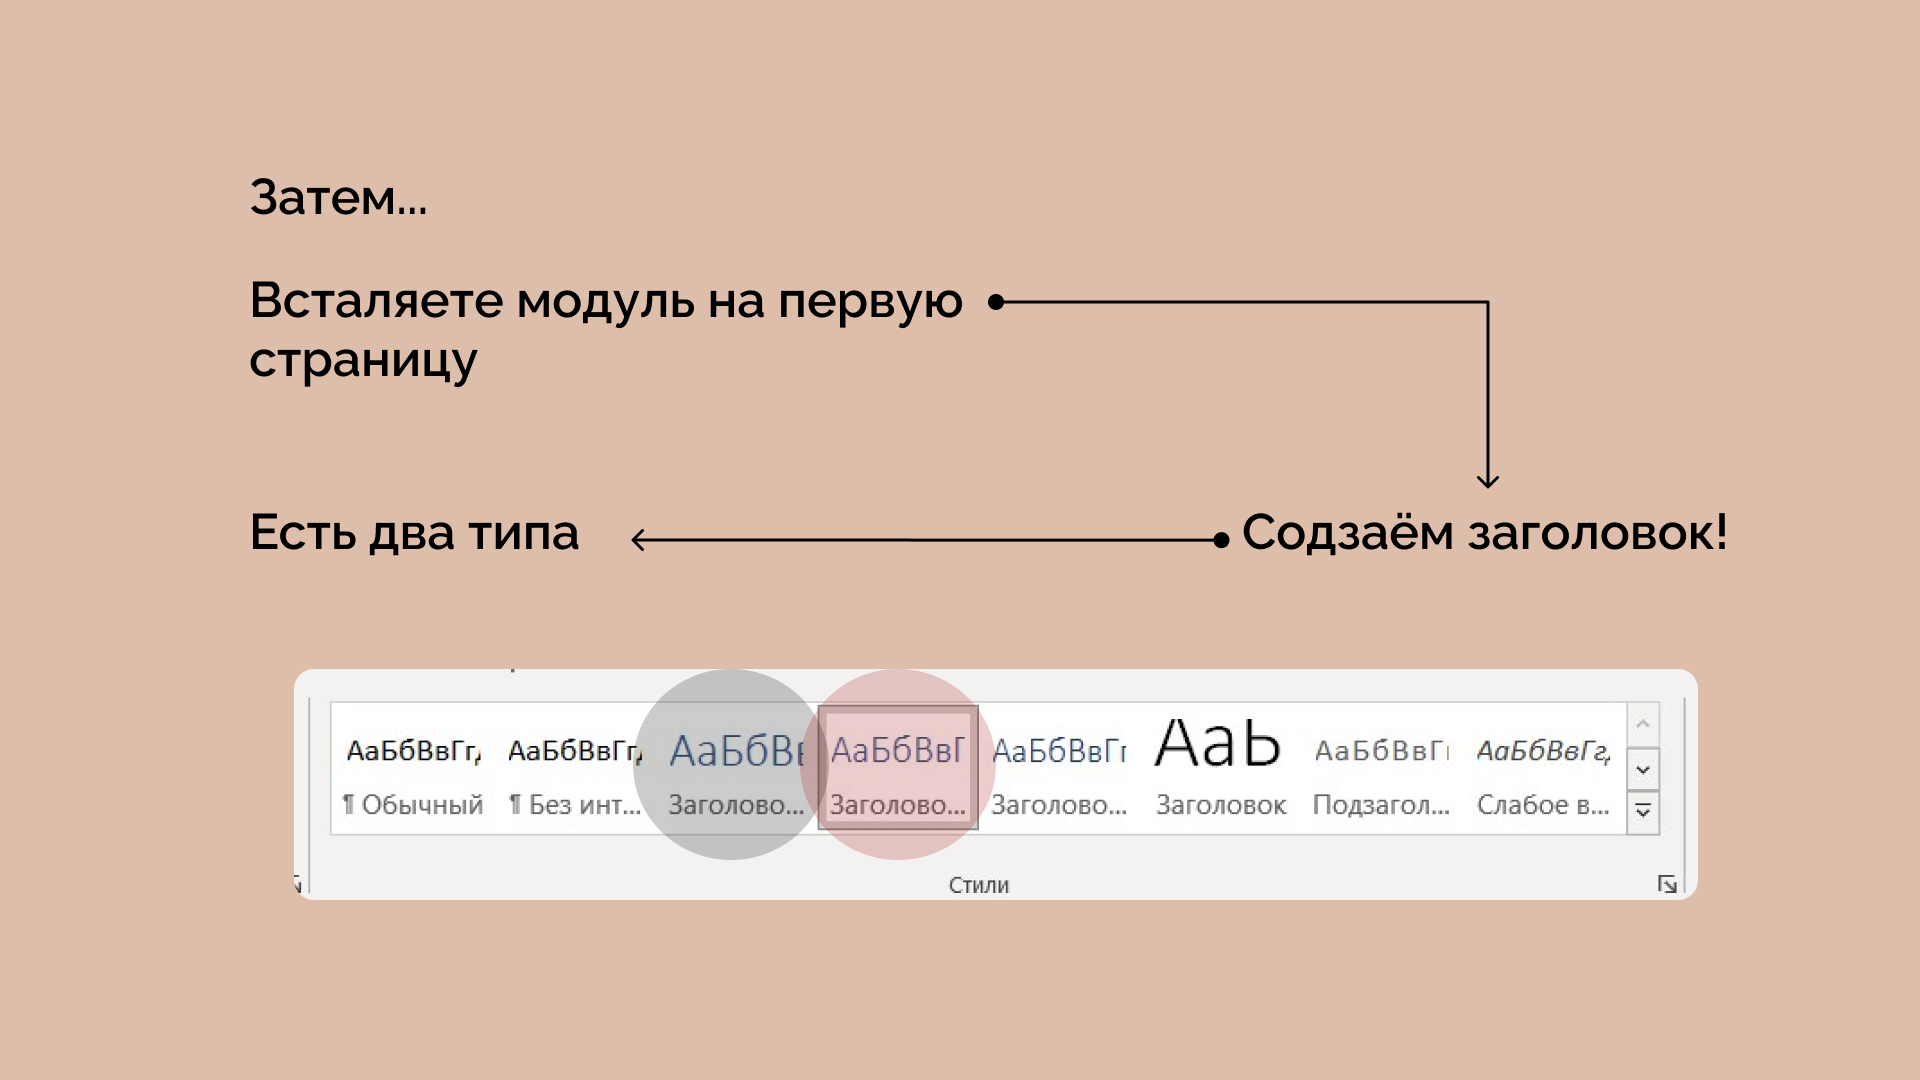 Затем...
Всталяете модуль на первую
страницу
Есть два типа
Содзаём заголовок!
АаБбВвГг, АаБбВвГг, АаБбВв АаБбВвГ АаБбВвГг АаЬ АаБбВвГг АаБбВвГг,
¶ Обычный ¶ Без инт... Заголово... Заголово... Заголово... Заголовок Подзагол... Слабое в...
Стили